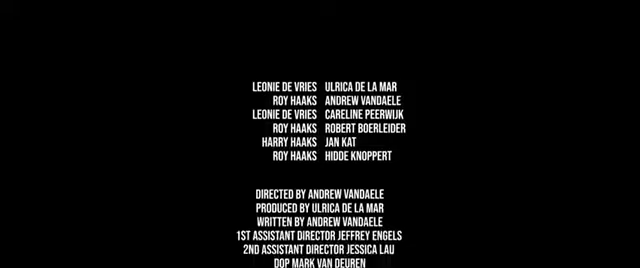 LEONIE DE VRIES ULRICA DE LA MAR
ROY HAAKS ANDREW VANDAELE
LEONIE DE VRIES CARELINE PEERWIJK
ROY HAAKS ROBERT BOERLEIDER
HARRY HAAKS JAN KAT
ROY HAAKS HIDDE KNOPPERT
DIRECTED BY ANDREW VANDAELE
PRODUCED BY ULRICA DE LA MAR
WRITTEN BY ANDREW VANDAELE
1ST ASSISTANT DIRECTOR JEFFREY ENGELS
2ND ASSISTANT DIRECTOR JESSICA LAU
DOP MARK VAN DEUREN